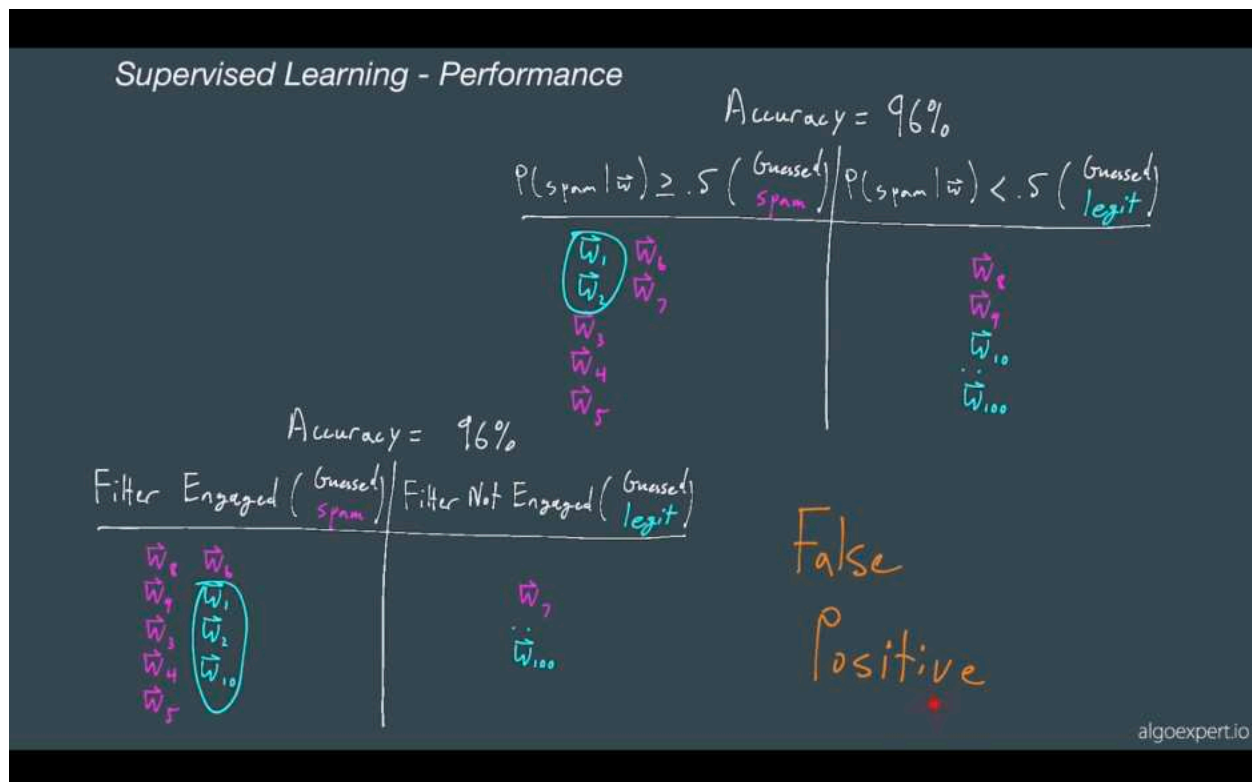 Supervised Learning - Performance
Accuracy = 96%
P(spam|w⃗) ≥ .5 (Guessed spam) P(spam|w⃗) < .5 (Guessed legit)
w⃗₁ w⃗₆
w⃗₂ w⃗₇
w⃗₃
w⃗₄
w⃗₅
w⃗₈
w⃗₉
w⃗₁₀
..
w⃗₁₀₀
Accuracy = 96%
Filter Engaged (Guessed spam) Filter Not Engaged (Guessed legit)
w⃗₈ w⃗₆
w⃗₉ w⃗₁
w⃗₃ w⃗₂
w⃗₄ w⃗₁₀
w⃗₅
w⃗₇
..
w⃗₁₀₀
False
Positive
algoexpert.io